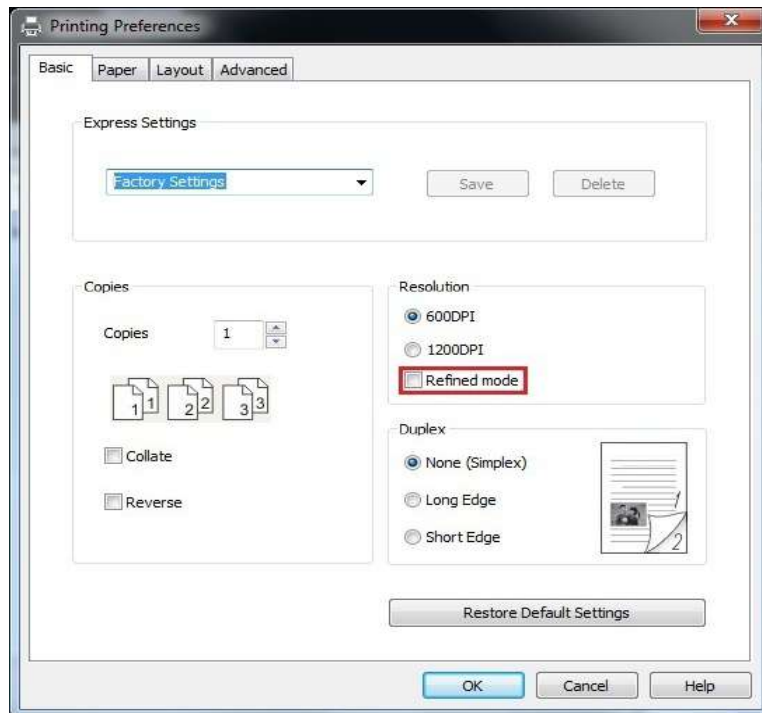 Printing Preferences
Basic Paper Layout Advanced
Express Settings
Factory Settings Save Delete
Copies
Copies 1
1 1 2 2 3 3
Collate
Reverse
Resolution
600DPI
1200DPI
Refined mode
Duplex
None (Simplex)
Long Edge
Short Edge
1
2
Restore Default Settings
OK Cancel Help